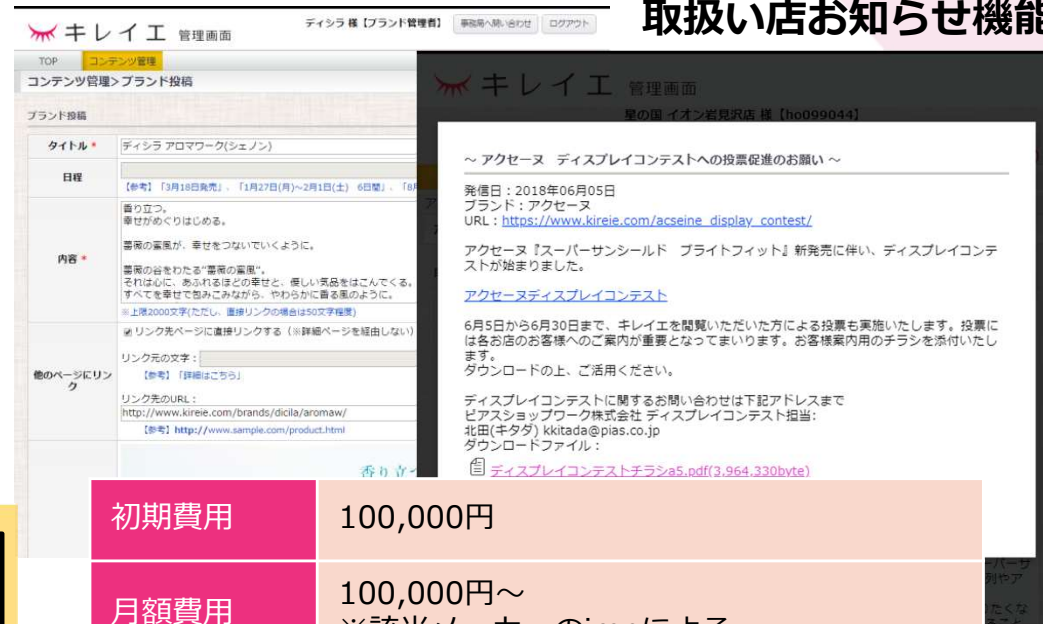 取扱い店お知らせ機能
キレイエ 管理画面
ディシラ 様【ブランド管理者】
事務局へ問い合わせ
ログアウト
TOP
コンテンツ管理
コンテンツ管理>ブランド投稿
ブランド投稿
タイトル *
ディシラ アロマワーク(シェノン)
日程
【参考】「3月18日発売」、「1月27日(月)~2月1日(土) 6日間」、「8月
内容 *
香り立つ。
幸せがめぐりはじめる。
薔薇の薫風が、幸せをつないでいくように。
薔薇の谷をわたる"薔薇の薫風"。
それは心に、あふれるほどの幸せと、優しい気品をはこんでくる。
すべてを幸せで包みこみながら、やわらかに香る風のように。
※上限2000文字(ただし、直接リンクの場合は50文字程度)
他のページにリンク
リンク先ページに直接リンクする(※詳細ページを経由しない)
リンク元の文字:
【参考】「詳細はこちら」
リンク先のURL:
http://www.kireie.com/brands/dicila/aromaw/
【参考】http://www.sample.com/product.html
香り立つ
キレイエ 管理画面
星の国 イオン岩見沢店 様【ho099044】
~ アクセーヌ ディスプレイコンテストへの投票促進のお願い ~
発信日:2018年06月05日
ブランド:アクセーヌ
URL:https://www.kireie.com/acseine_display_contest/
アクセーヌ『スーパーサンシールド ブライトフィット』新発売に伴い、ディスプレイコンテ
ストが始まりました。
アクセーヌディスプレイコンテスト
6月5日から6月30日まで、キレイエを閲覧いただいた方による投票も実施いたします。投票に
は各お店のお客様へのご案内が重要となってまいります。お客様案内用のチラシを添付いたし
ます。
ダウンロードの上、ご活用ください。
ディスプレイコンテストに関するお問い合わせは下記アドレスまで
ピアスショップワーク株式会社 ディスプレイコンテスト担当:
北田(キタダ) kkitada@pias.co.jp
ダウンロードファイル:
ディスプレイコンテストチラシa5.pdf(3,964,330byte)
初期費用
100,000円
月額費用
100,000円~